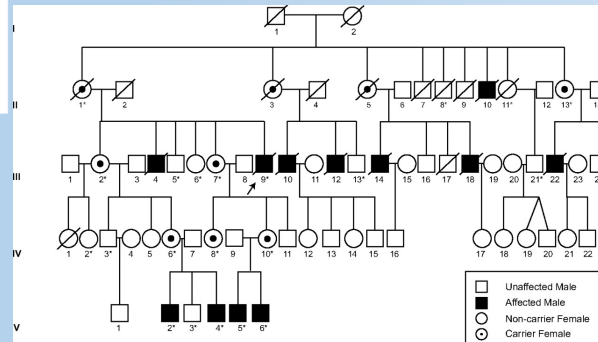 I
1 2
II
1* 2 3 4 5 6 7 8* 9 10 11* 12 13*
III
1 2* 3 4 5* 6* 7* 8 9* 10 11 12 13* 14 15 16 17 18 19 20 21* 22 23
IV
1 2* 3* 4 5 6* 7 8* 9 10* 11 12 13 14 15 16 17 18 19 20 21 22
Unaffected Male
Affected Male
Non-carrier Female
Carrier Female
V
1 2* 3* 4* 5* 6*